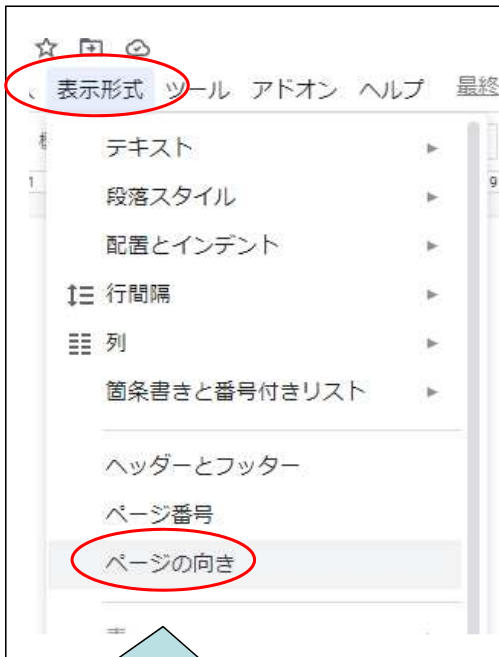 表示形式 ツール アドオン ヘルプ 最終
1 9
テキスト
段落スタイル
配置とインデント
行間隔
列
箇条書きと番号付きリスト
ヘッダーとフッター
ページ番号
ページの向き